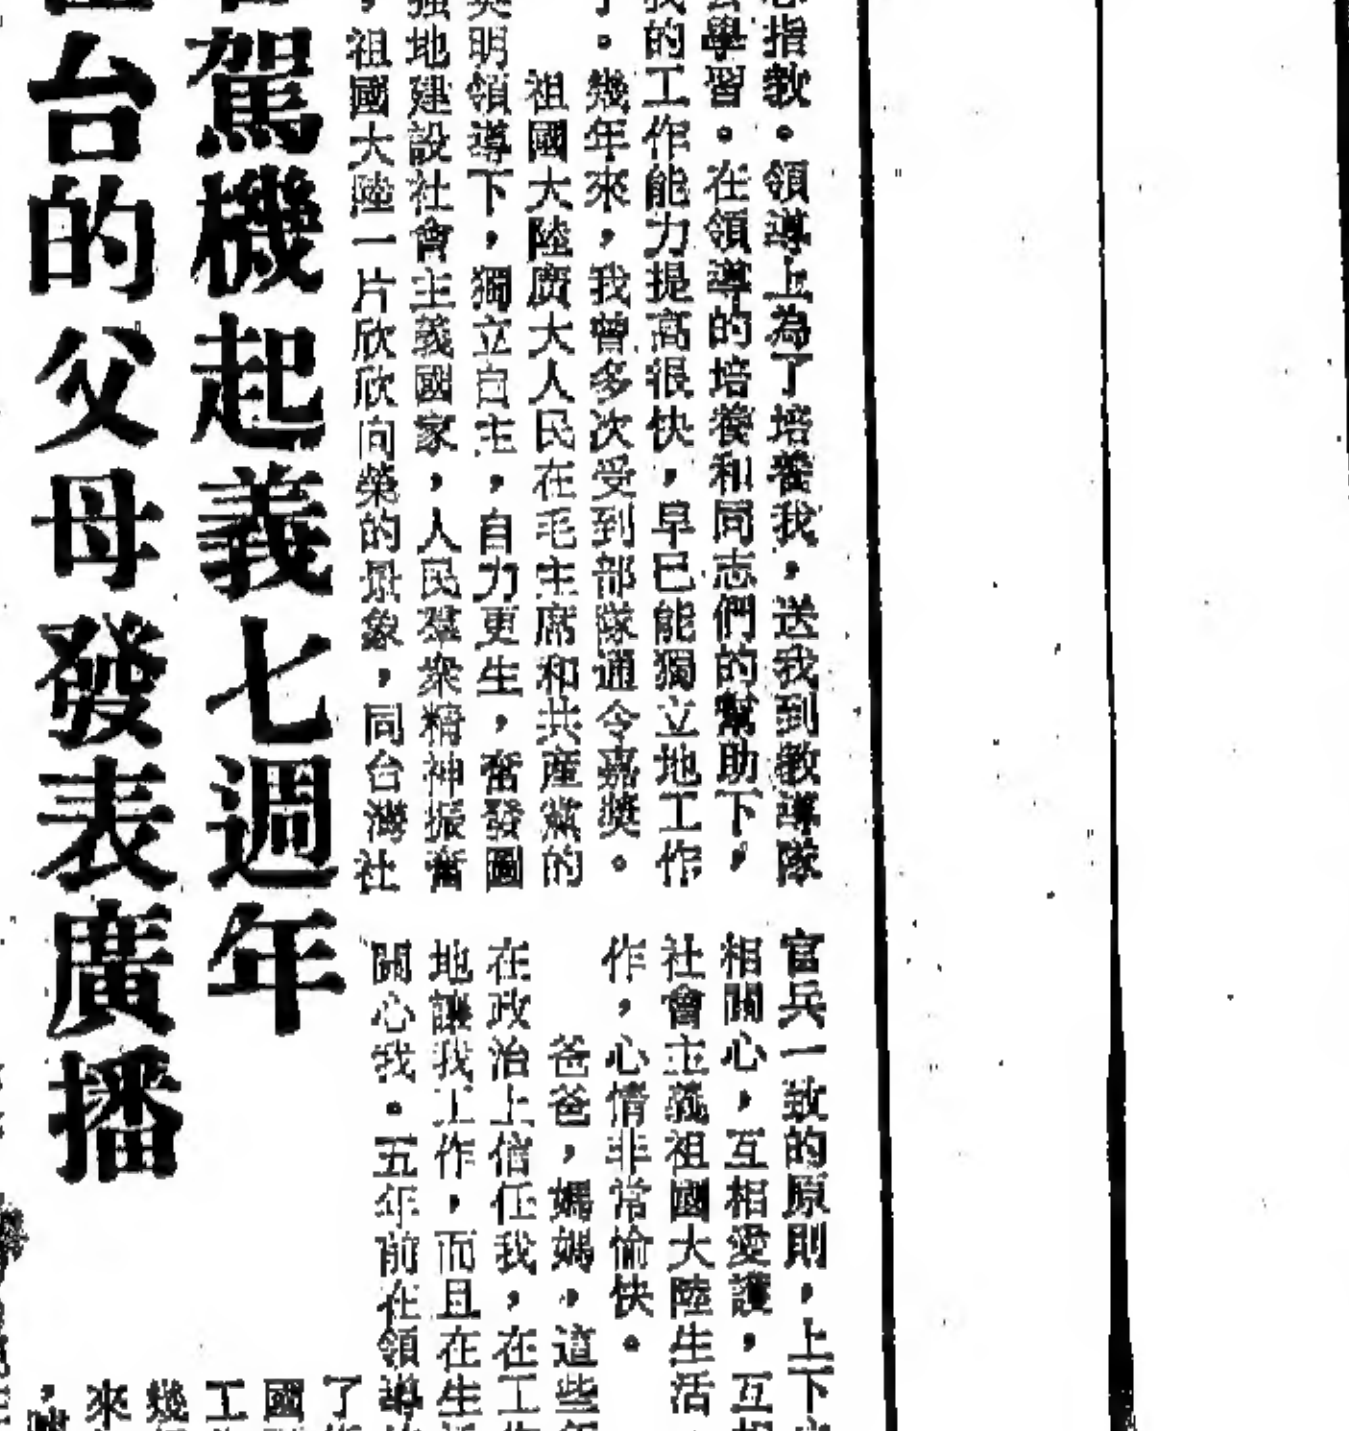 指教。領導上為了培養我，送我到教導隊
學習。在領導的培養和同志們的幫助下，
的工作能力提高很快，早已能獨立地工作
。幾年來，我曾多次受到部隊通令嘉獎。
祖國大陸廣大人民在毛主席和共產黨的
英明領導下，獨立自主，自力更生，奮發圖
強地建設社會主義國家，人民羣衆精神振奮
，祖國大陸一片欣欣向榮的景象，同台灣社
駕機起義七週年
台的父母發表廣播
官兵一致的原則，上下
相關心，互相愛護，互
社會主義祖國大陸生活
作，心情非常愉快。
爸爸，媽媽，這些
在政治上信任我，在工
地讓我工作，而且在生
關心我。五年前在領導
了
國
工
幾
來
，